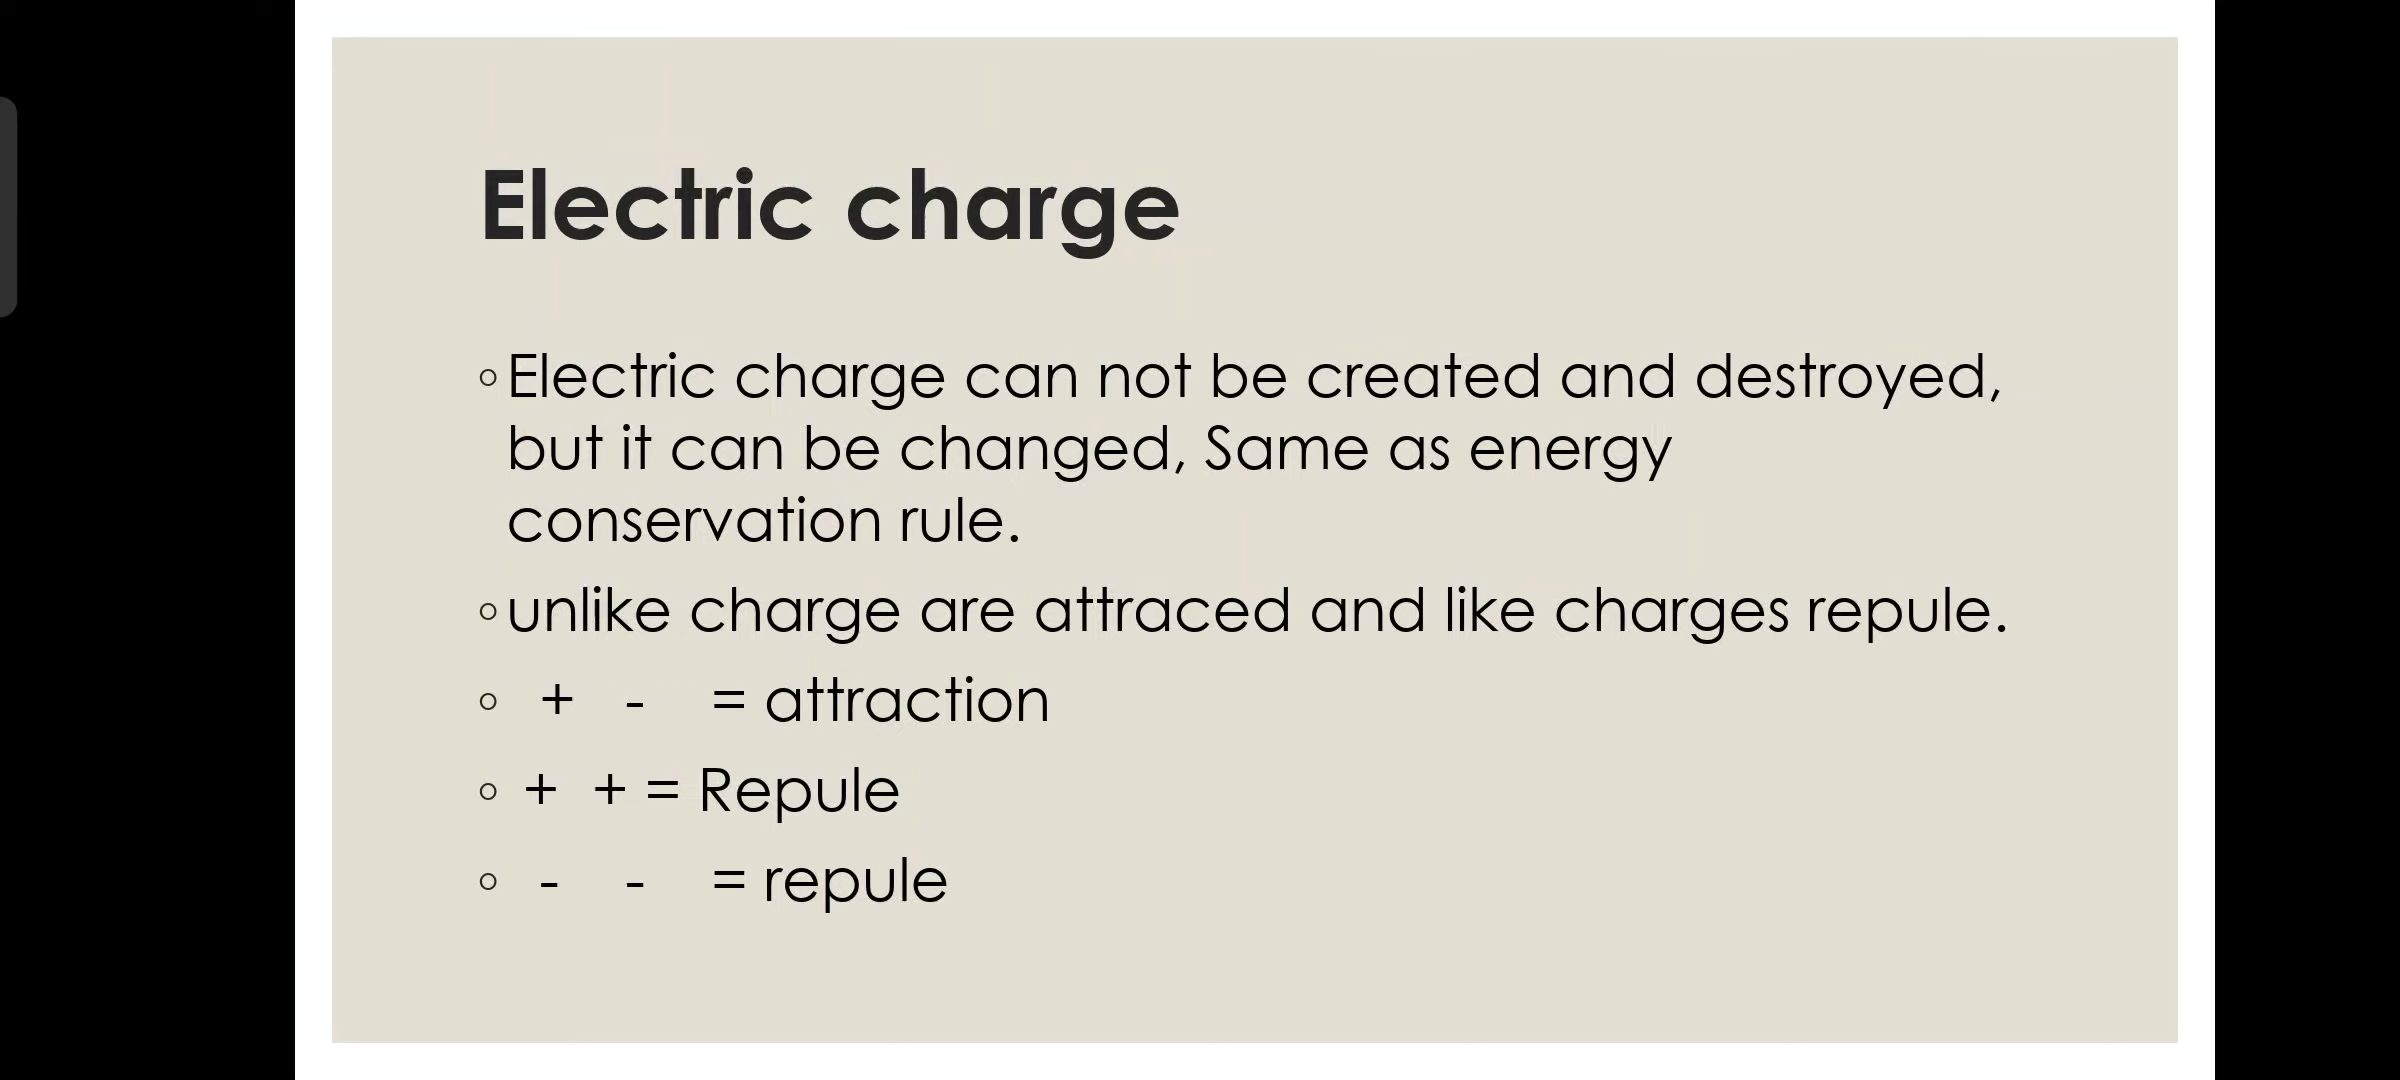 Electric charge
◦Electric charge can not be created and destroyed,
but it can be changed, Same as energy
conservation rule.
◦unlike charge are attraced and like charges repule.
◦ + - = attraction
◦ + + = Repule
◦ - - = repule